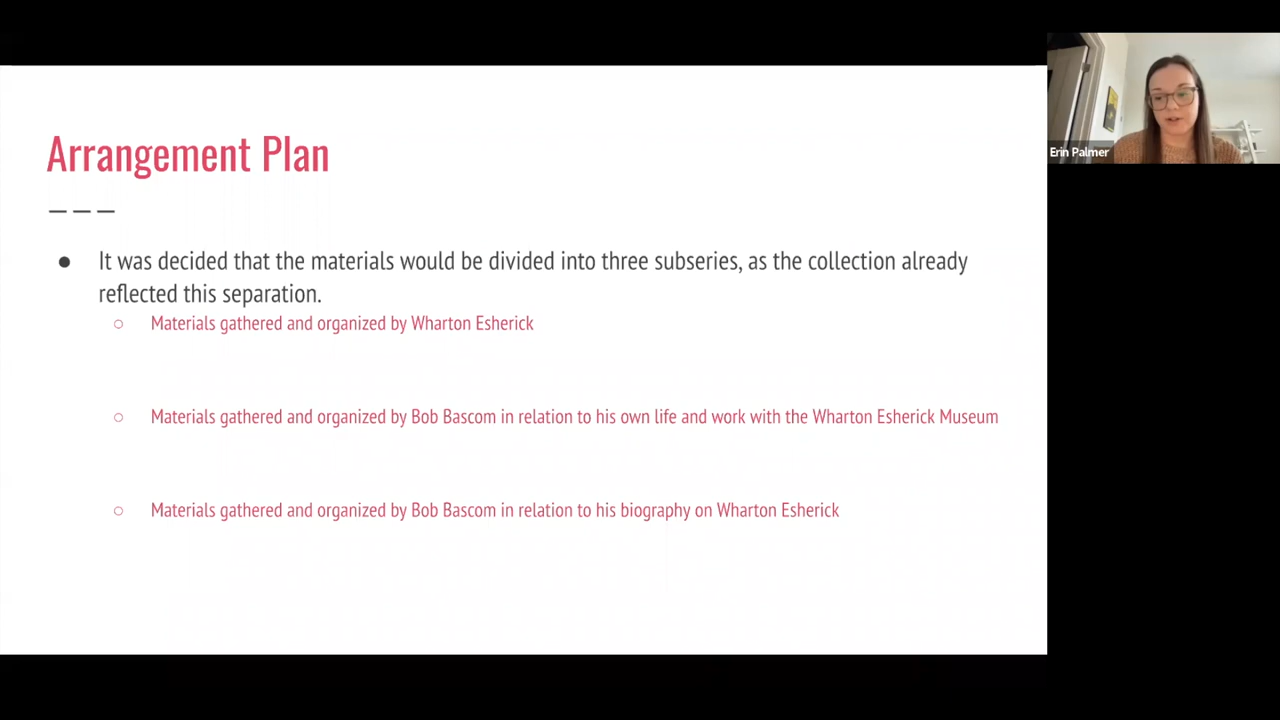 Arrangement Plan
● It was decided that the materials would be divided into three subseries, as the collection already
reflected this separation.
○ Materials gathered and organized by Wharton Esherick
○ Materials gathered and organized by Bob Bascom in relation to his own life and work with the Wharton Esherick Museum
○ Materials gathered and organized by Bob Bascom in relation to his biography on Wharton Esherick
Erin Palmer